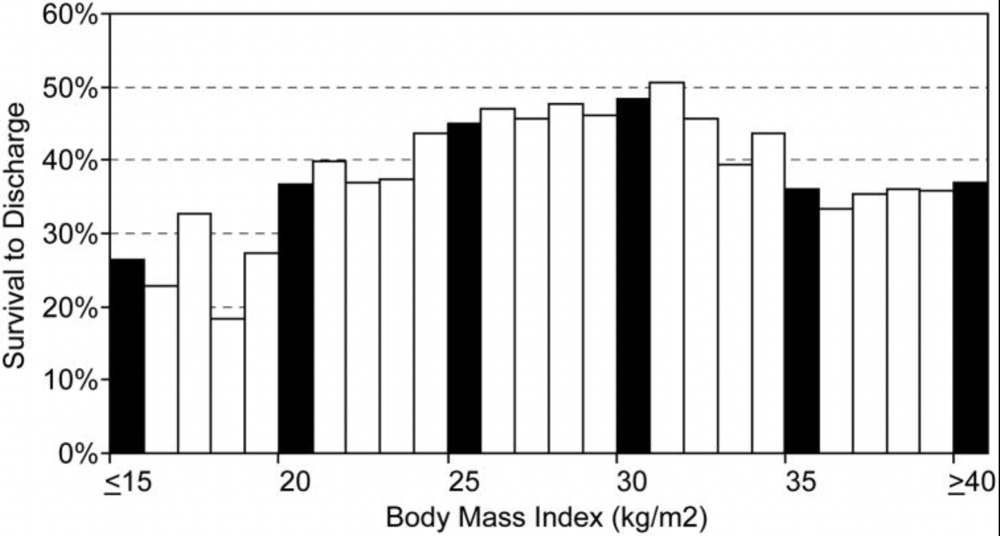 60%
50%
40%
30%
20%
10%
0%
Survival to Discharge
≤15 20 25 30 35 ≥40
Body Mass Index (kg/m2)